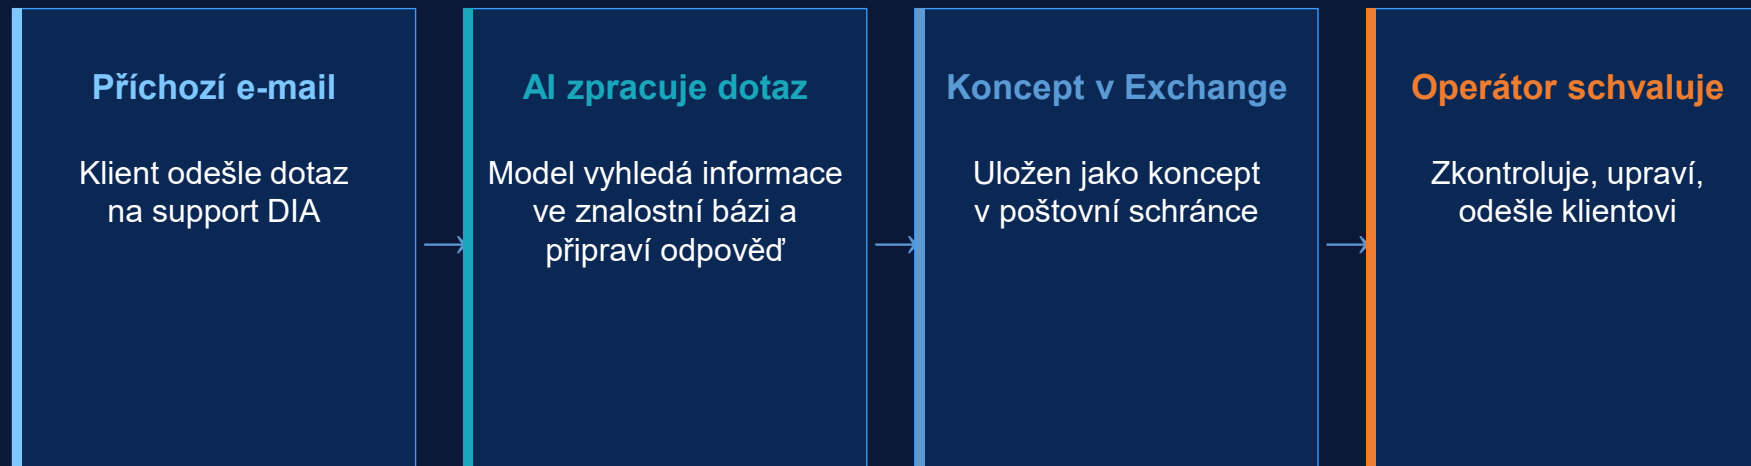 Příchozí e-mail
Klient odešle dotaz
na support DIA
AI zpracuje dotaz
Model vyhledá informace
ve znalostní bázi a
připraví odpověď
Koncept v Exchange
Uložen jako koncept
v poštovní schránce
Operátor schvaluje
Zkontroluje, upraví,
odešle klientovi